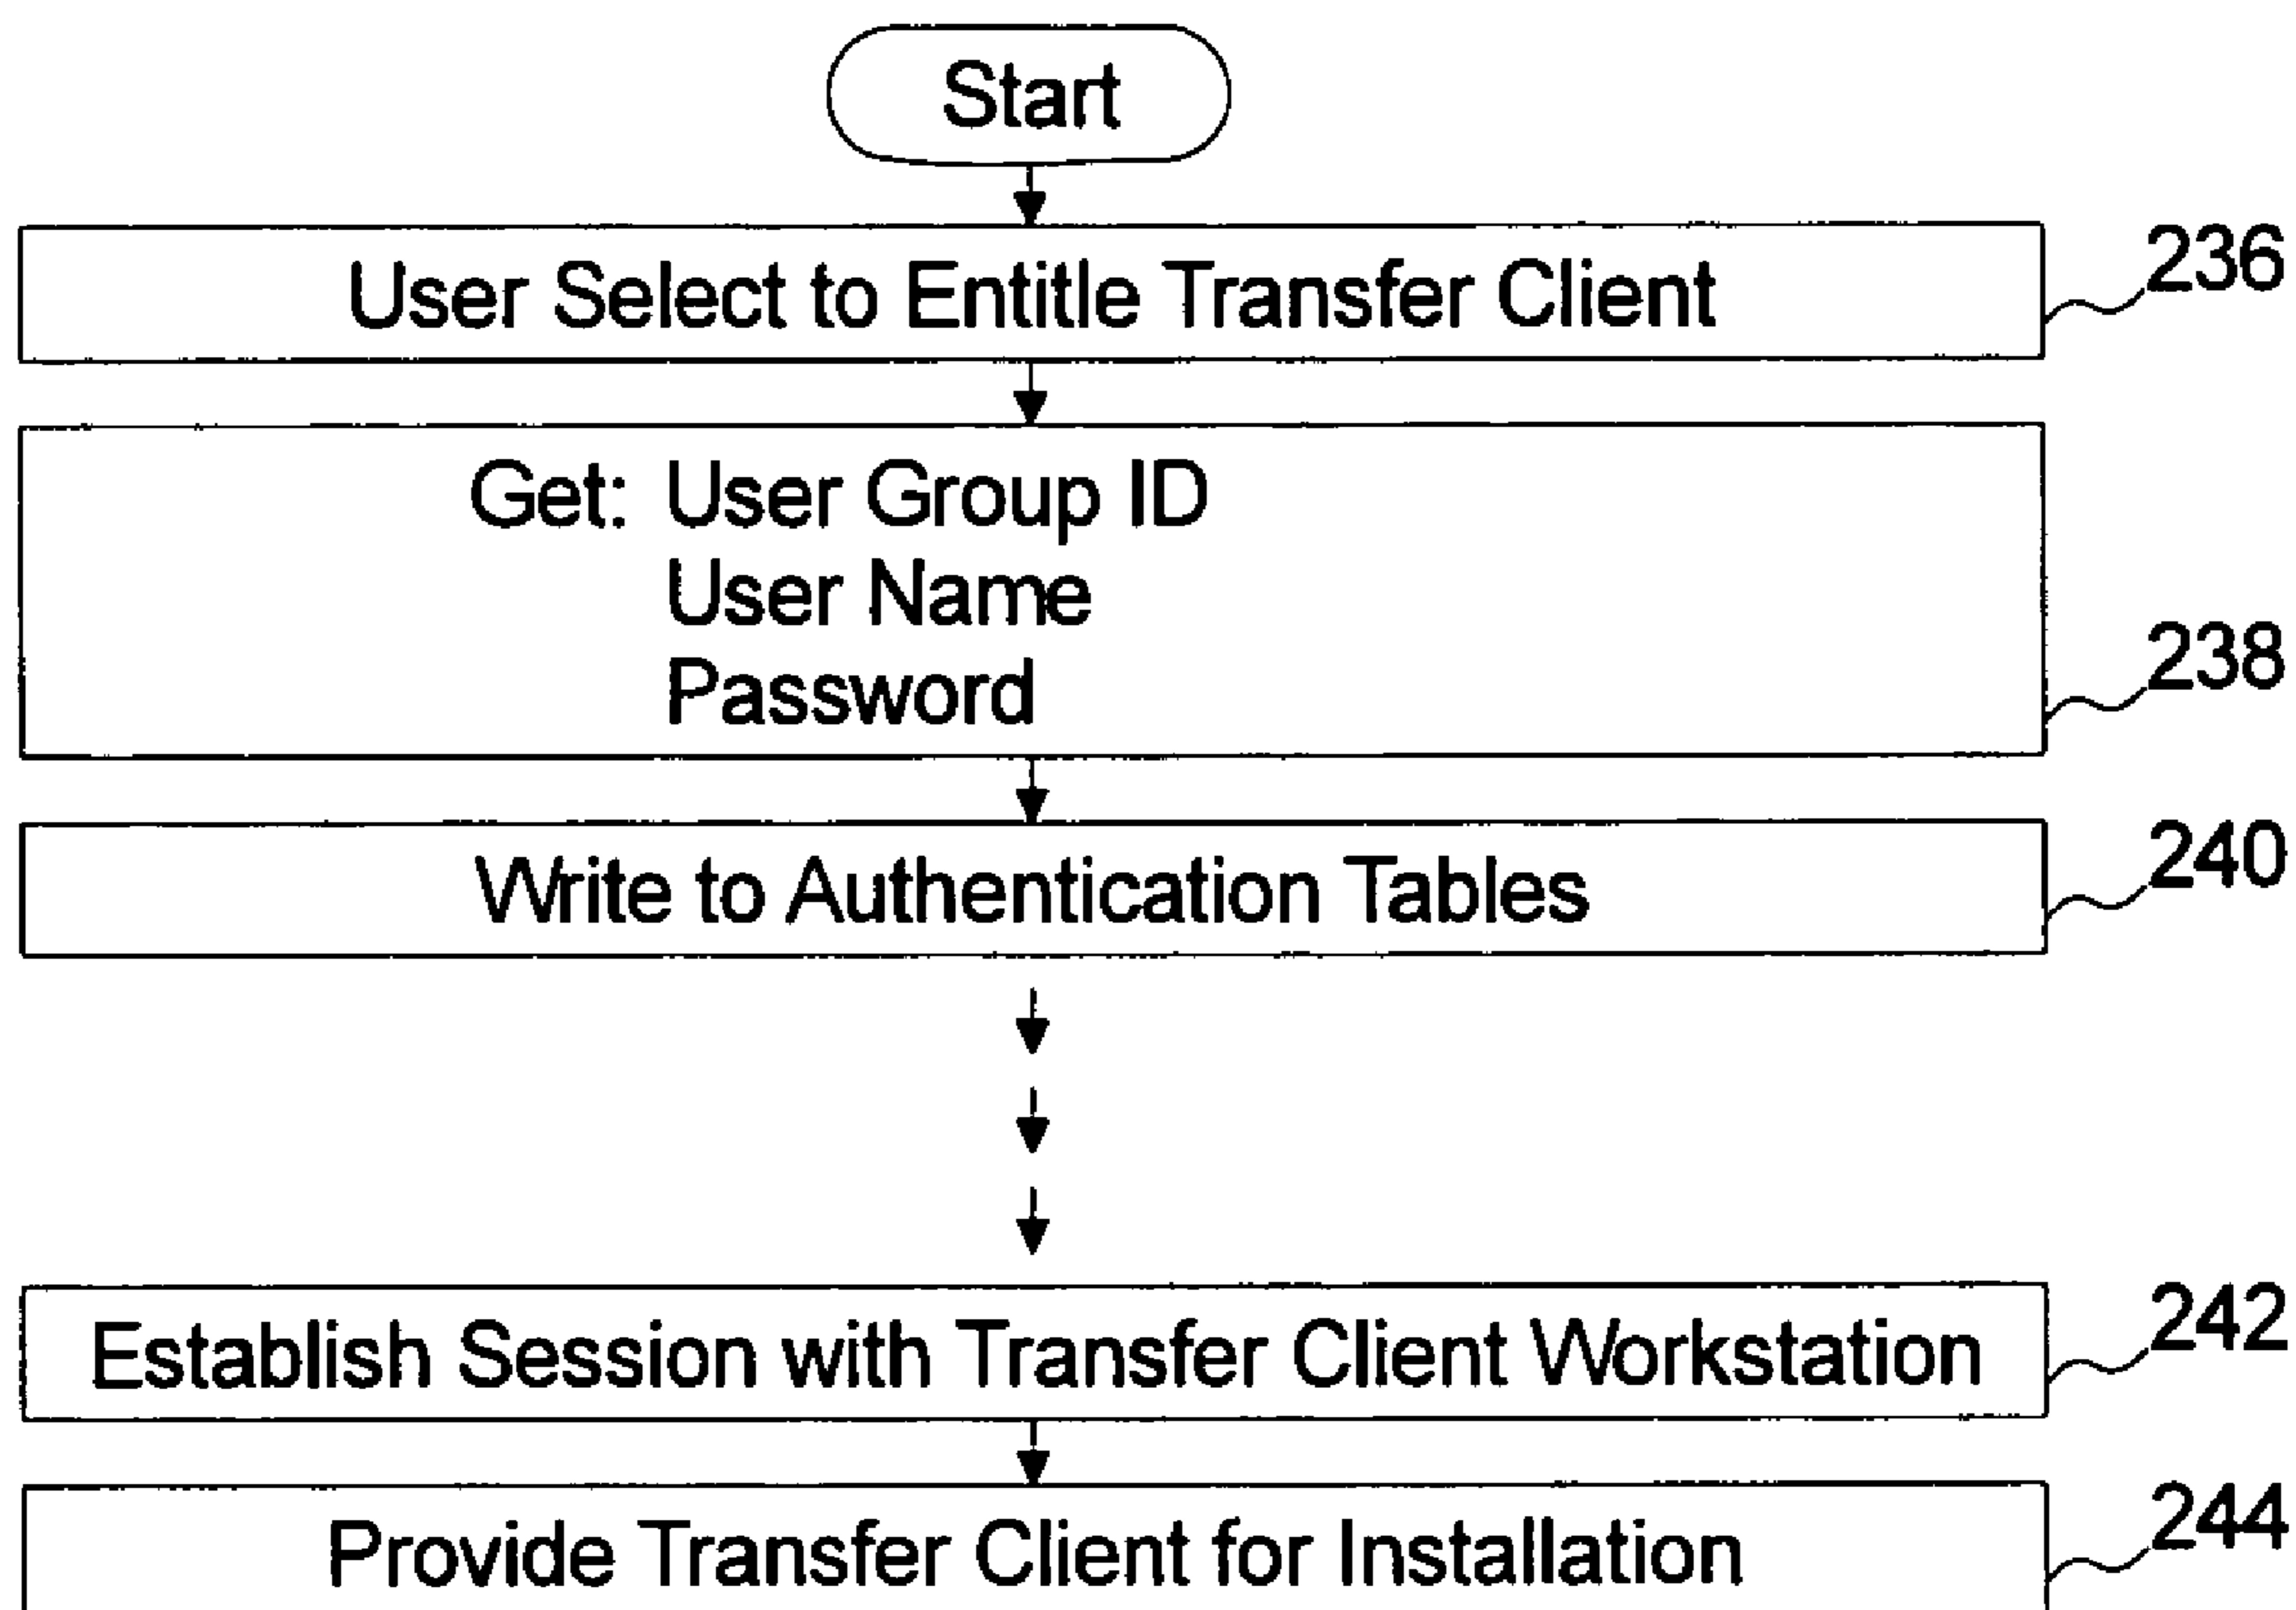 Start
User Select to Entitle Transfer Client
236
Get: User Group ID
User Name
Password
238
Write to Authentication Tables
240
Establish Session with Transfer Client Workstation
242
Provide Transfer Client for Installation
244